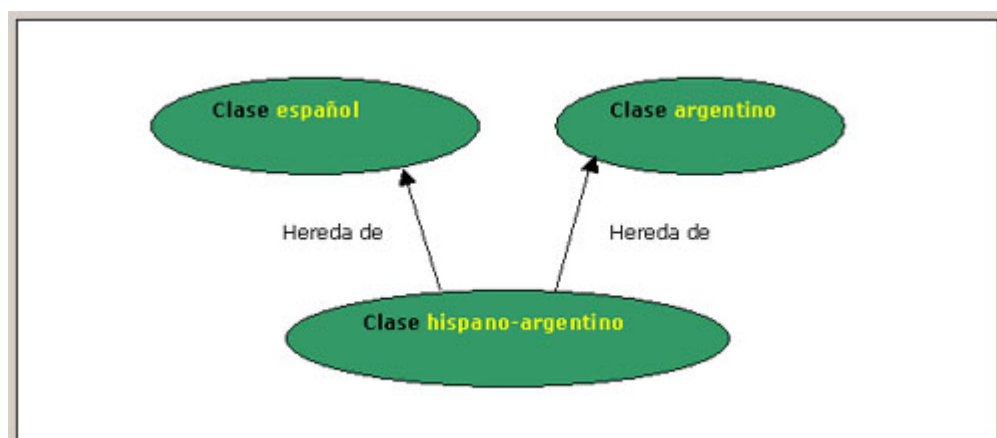 Clase español
Clase argentino
Hereda de
Hereda de
Clase hispano-argentino